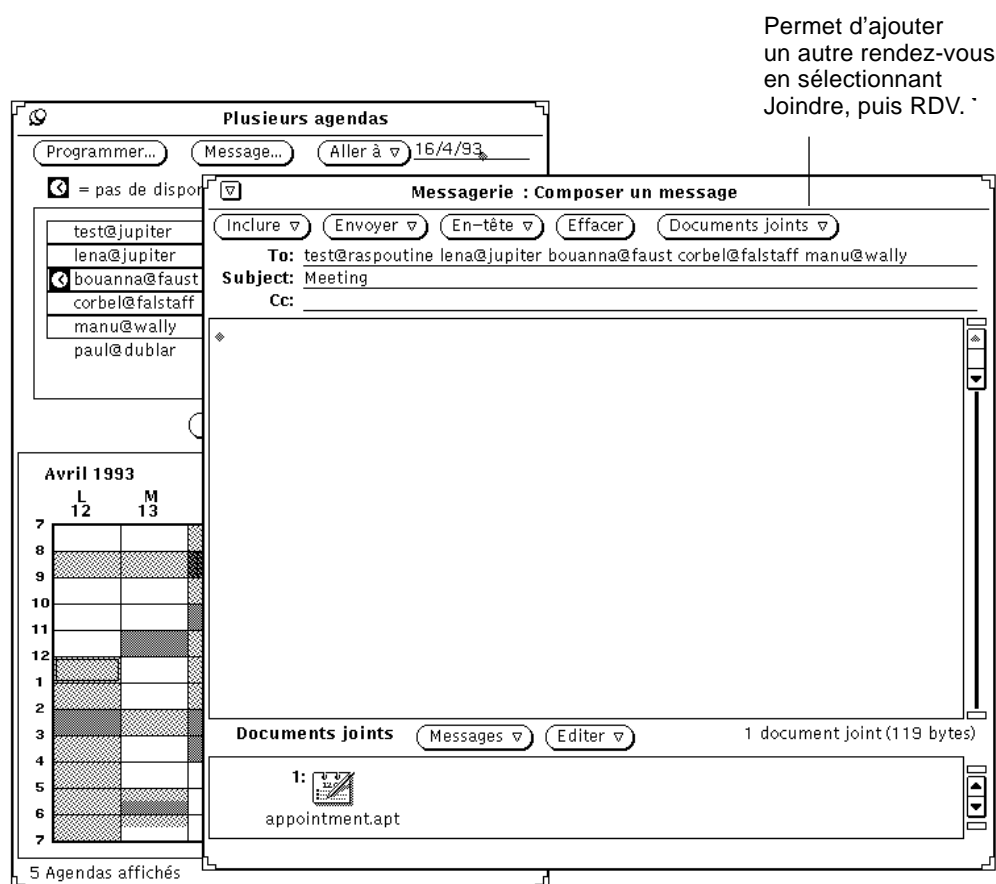 Permet d'ajouter
un autre rendez-vous
en sélectionnant
Joindre, puis RDV.
Plusieurs agendas
Programmer... Message... Aller à 16/4/93
= pas de dispor
test@jupiter
lena@jupiter
bouanna@faust
corbel@falstaff
manu@wally
paul@dublar
Avril 1993
L M
12 13
7
8
9
10
11
12
1
2
3
4
5
6
7
5 Agendas affichés
Messagerie : Composer un message
Inclure Envoyer En-tête Effacer Documents joints
To: test@raspoutine lena@jupiter bouanna@faust corbel@falstaff manu@wally
Subject: Meeting
Cc:
Documents joints Messages Editer 1 document joint (119 bytes)
1:
appointment.apt